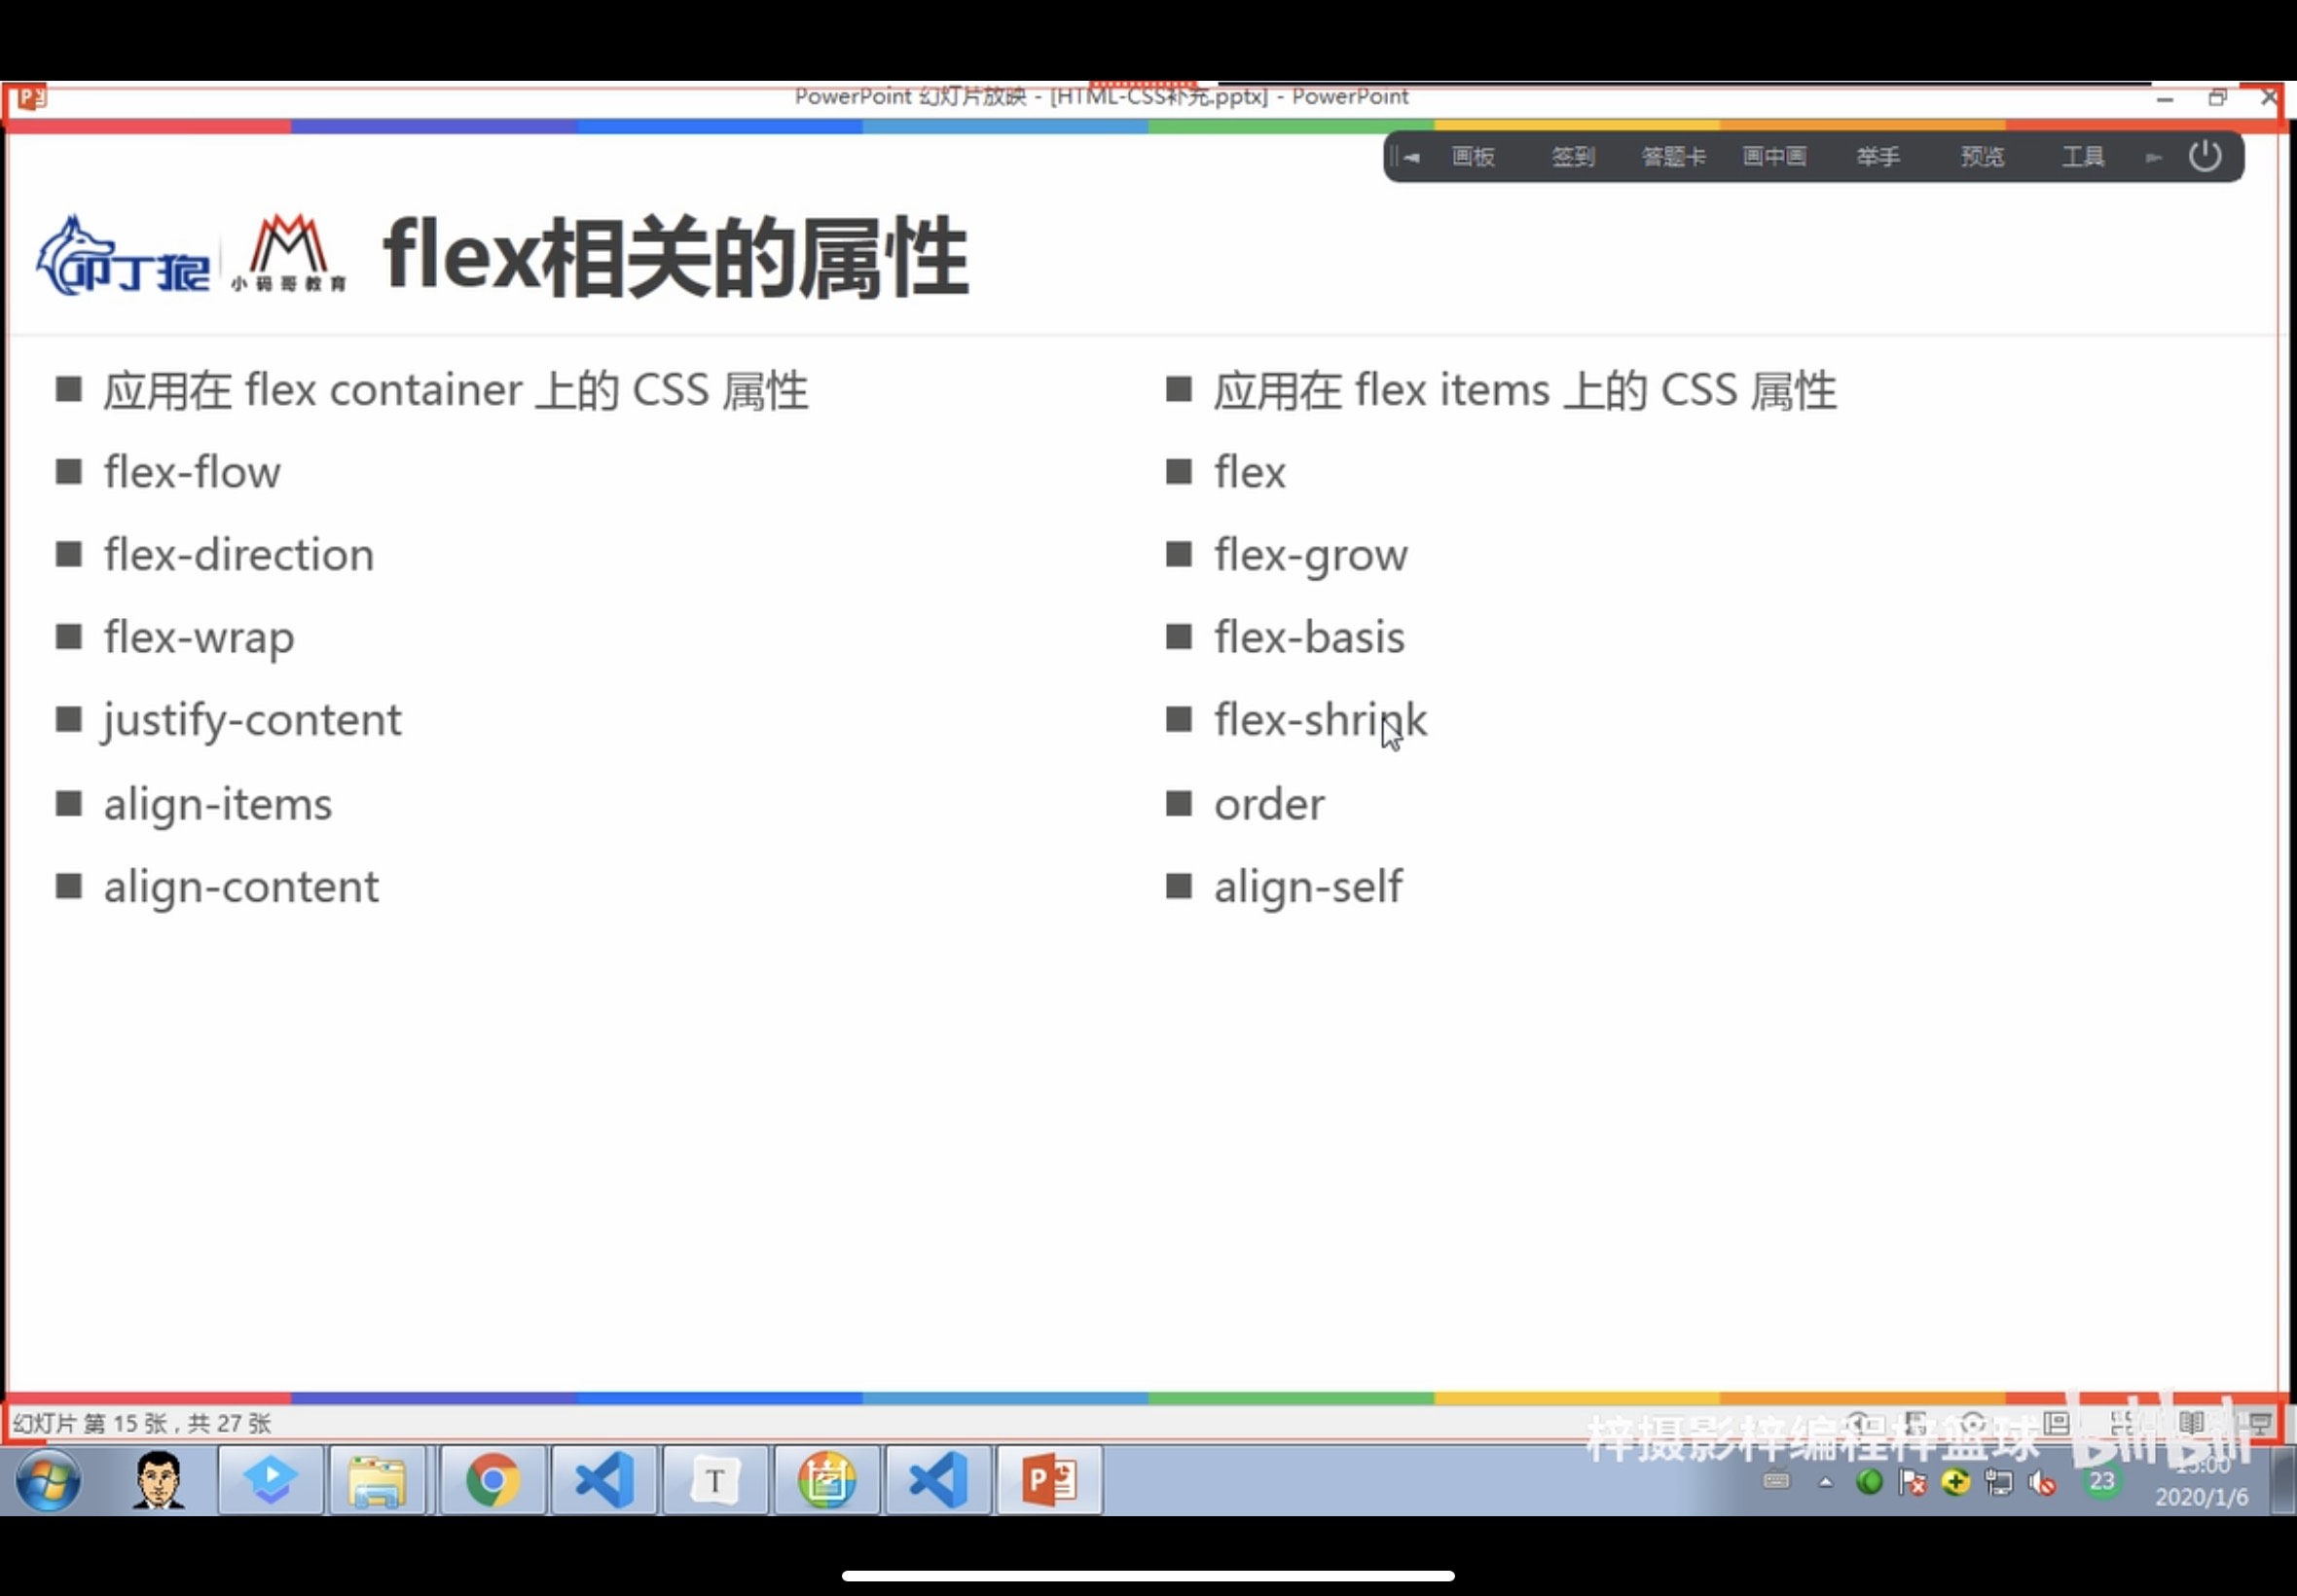 PowerPoint 幻灯片放映 - [HTML-CSS补充.pptx] - PowerPoint
画板 签到 答题卡 画中画 举手 预览 工具
叩丁狼 小码哥教育
flex相关的属性
应用在 flex container 上的 CSS 属性
flex-flow
flex-direction
flex-wrap
justify-content
align-items
align-content
应用在 flex items 上的 CSS 属性
flex
flex-grow
flex-basis
flex-shrink
order
align-self
幻灯片 第 15 张，共 27 张
梓摄影梓编程梓篮球 bilibili
T
23
15:00
2020/1/6